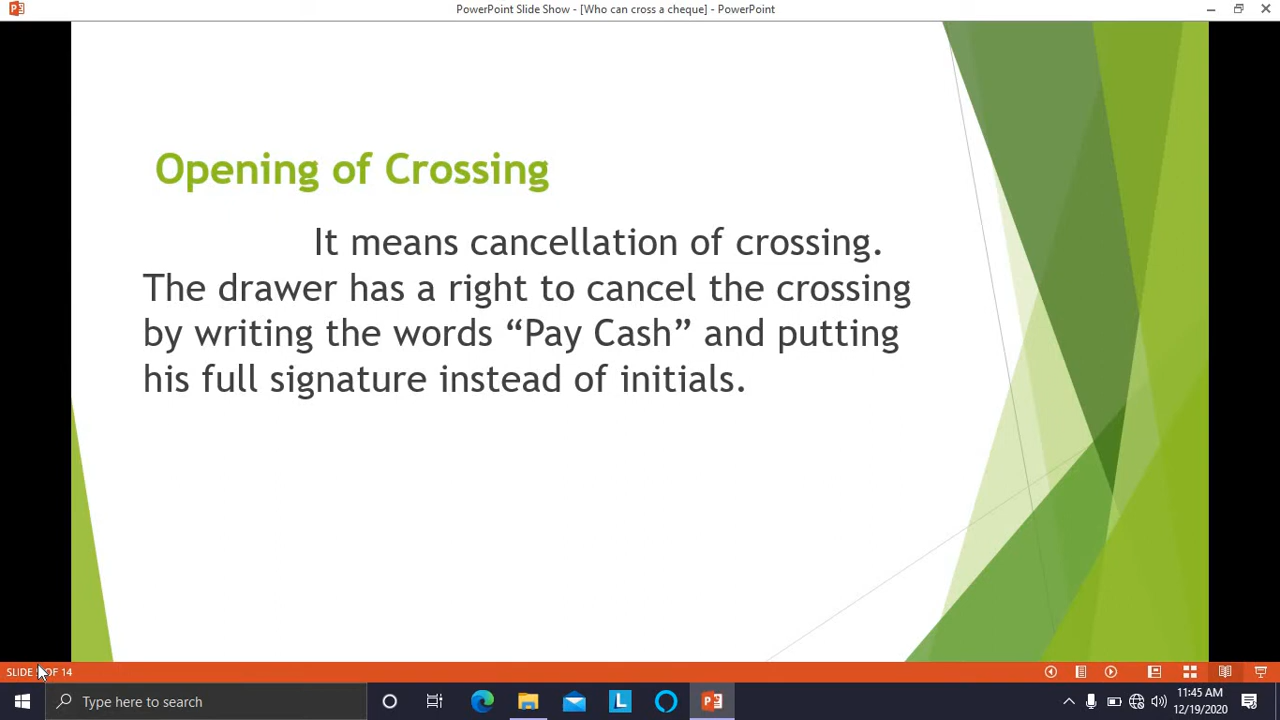 PowerPoint Slide Show - [Who can cross a cheque] - PowerPoint
Opening of Crossing
It means cancellation of crossing.
The drawer has a right to cancel the crossing
by writing the words “Pay Cash” and putting
his full signature instead of initials.
SLIDE OF 14
Type here to search
L
11:45 AM
12/19/2020